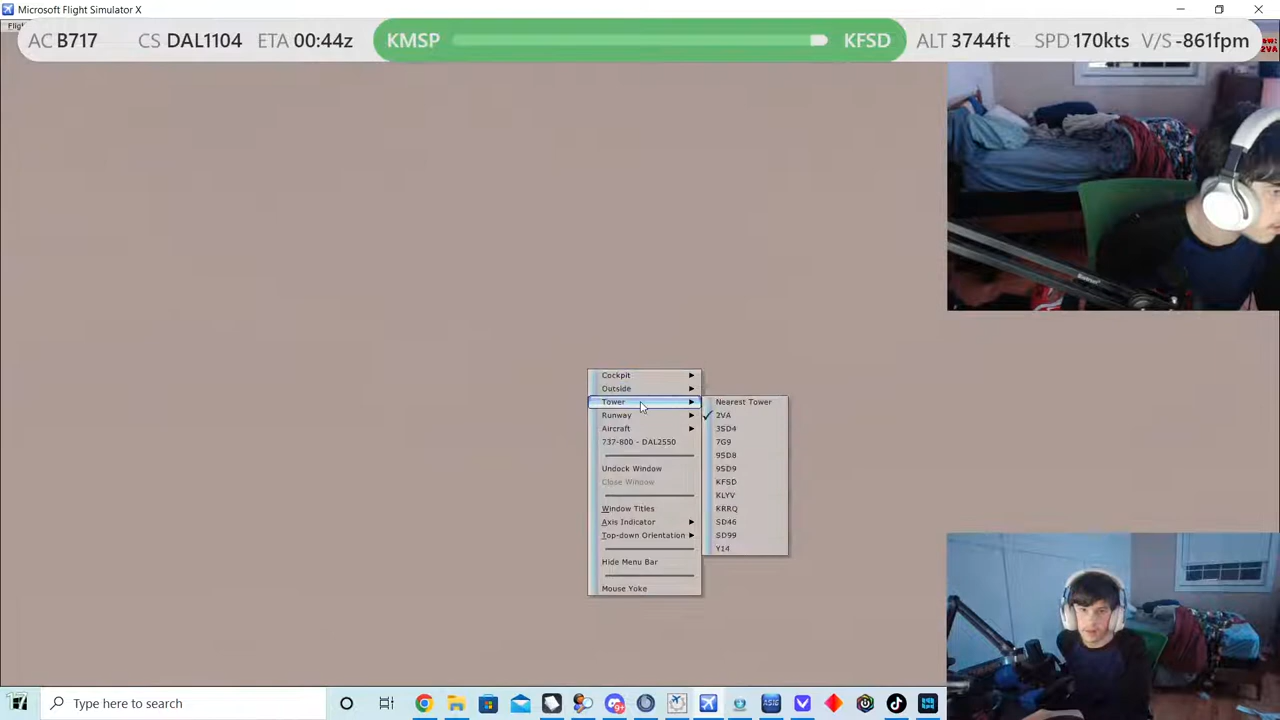 Microsoft Flight Simulator X
AC B717 CS DAL1104 ETA 00:44z KMSP KFSD ALT 3744ft SPD 170kts V/S -861fpm
2VA
Cockpit
Outside
Tower
Runway
Aircraft
737-800 - DAL2550
Undock Window
Close Window
Window Titles
Axis Indicator
Top-down Orientation
Hide Menu Bar
Mouse Yoke
Nearest Tower
2VA
3SD4
7G9
9SD8
9SD9
KFSD
KLYV
KRRQ
SD46
SD99
Y14
Type here to search
9+